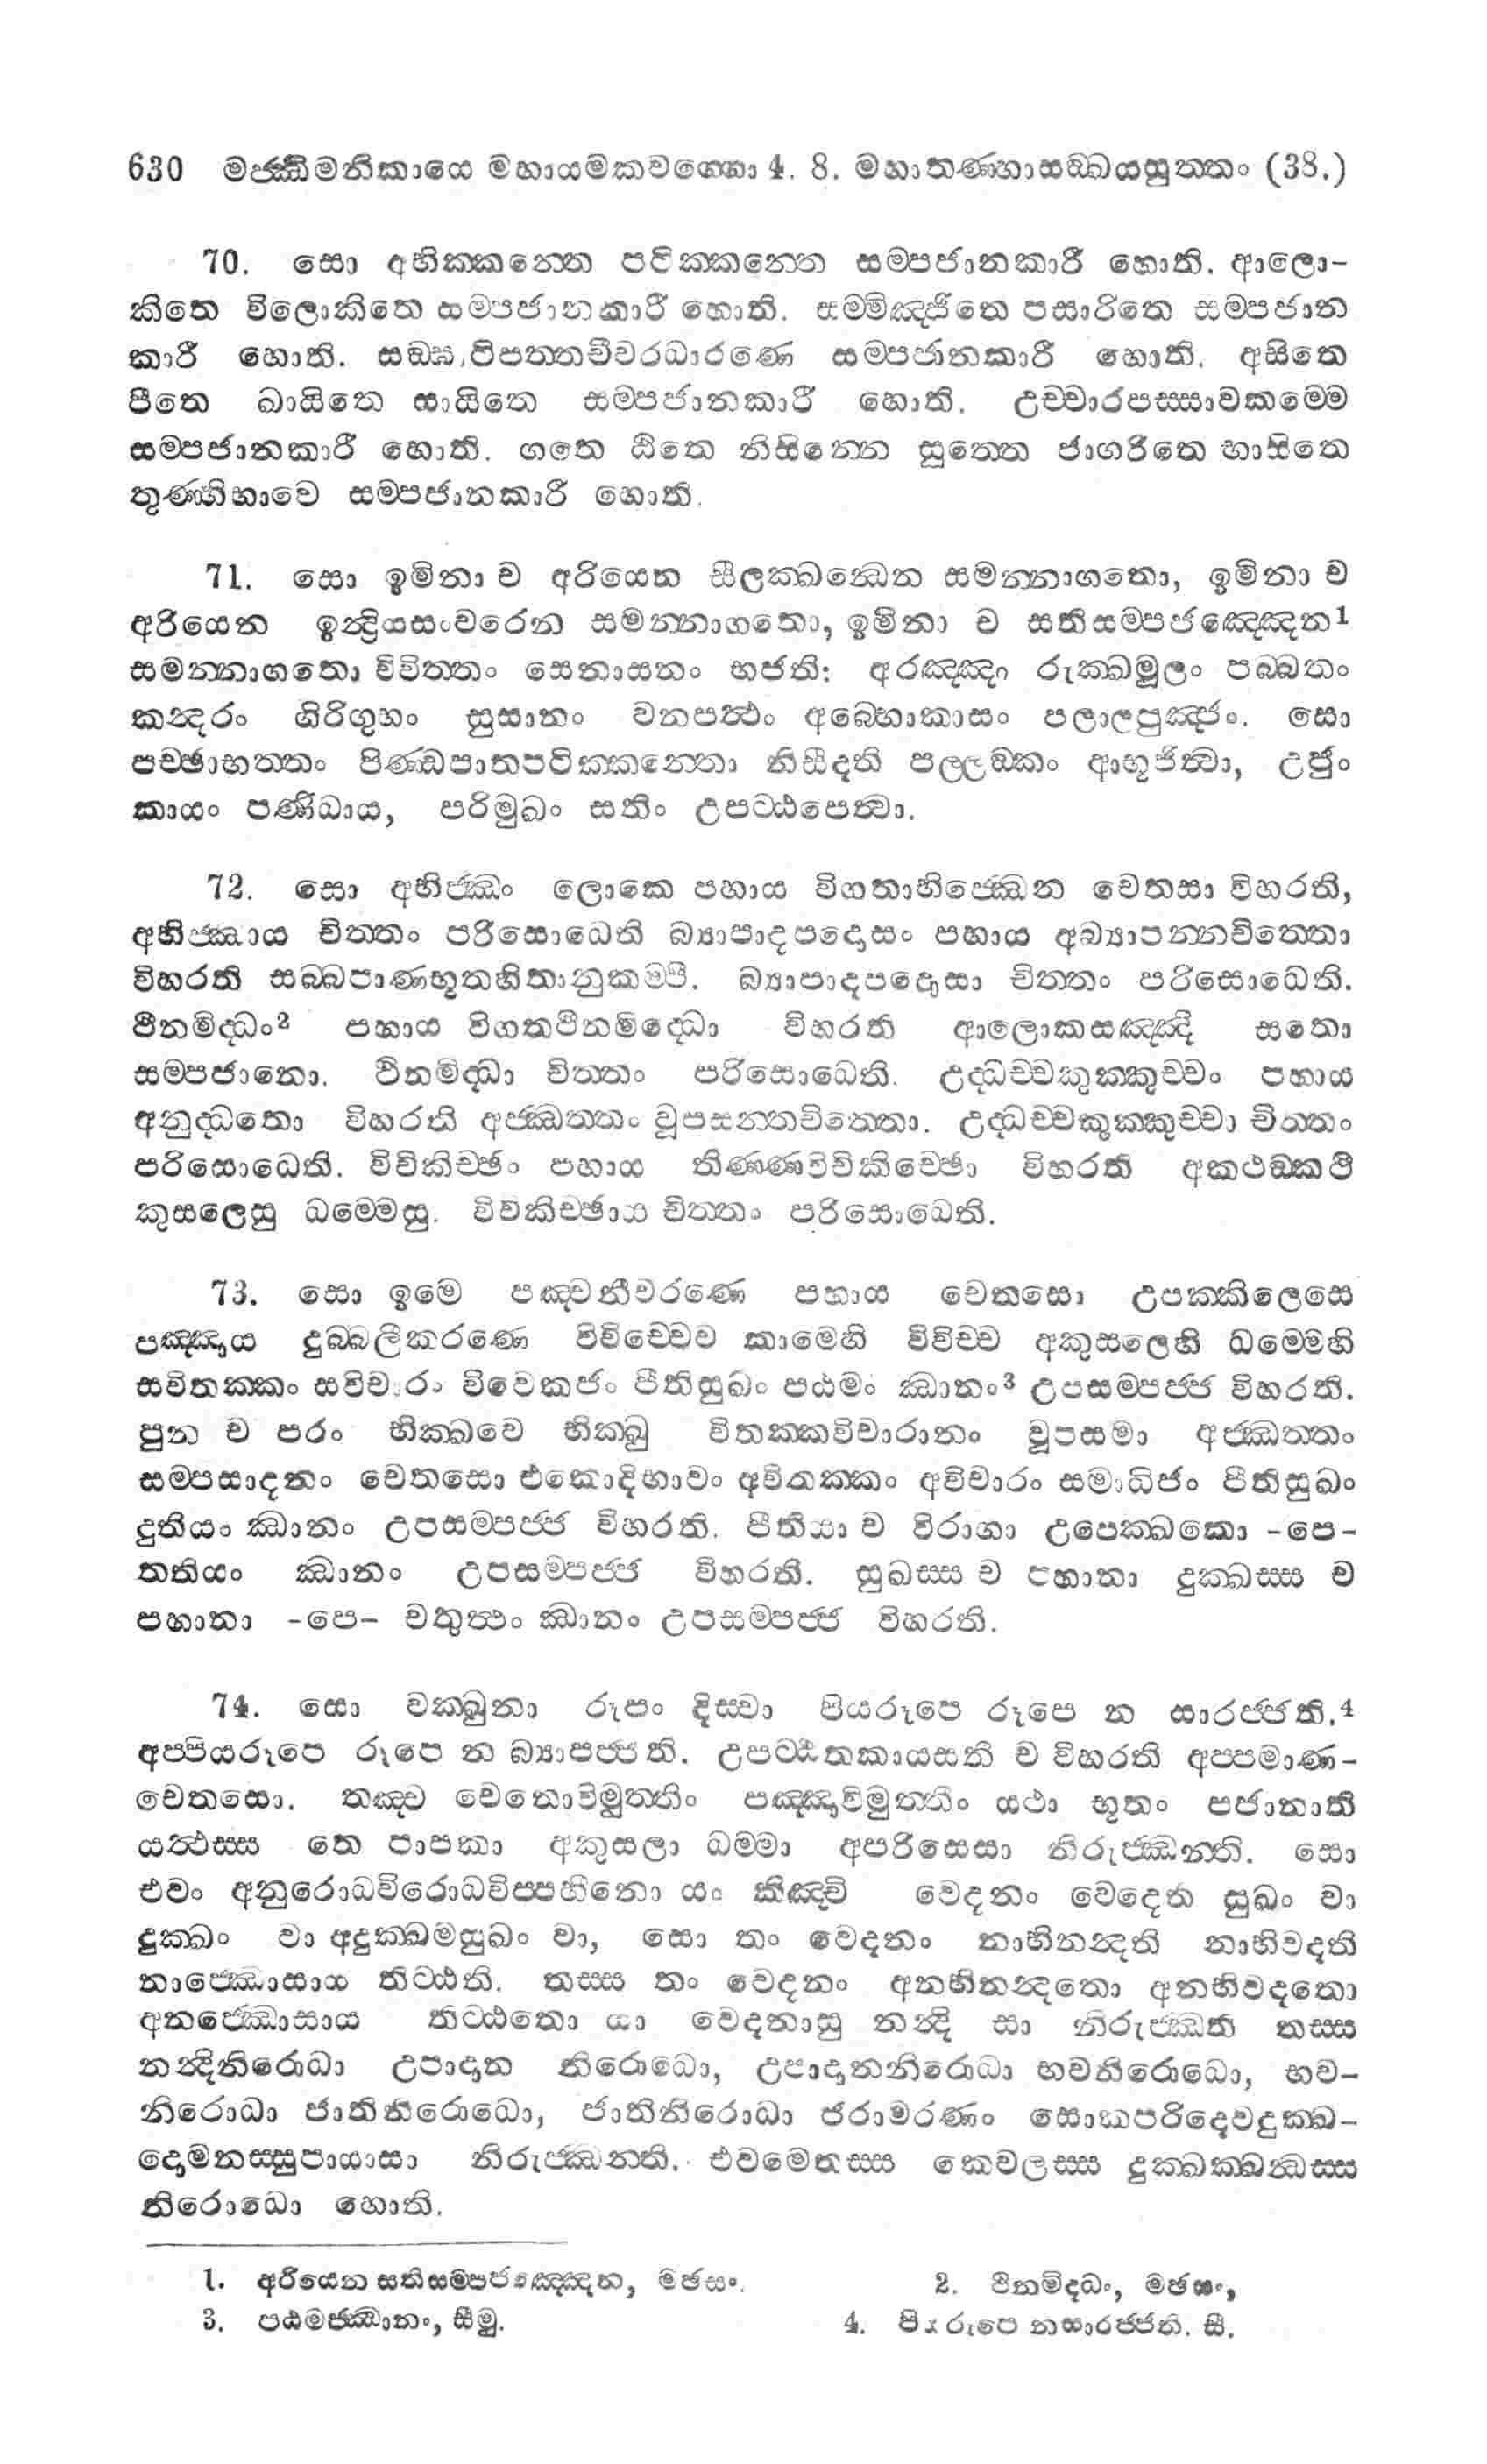 630 මජ්ඣිමනිකායෙ මහායමකවග්ගො 4. 8. මහාතණ්හාසඞ්ඛයසුත්තං (38.)
70. සො අභික්කන්තෙ පටික්කන්තෙ සම්පජානකාරී හොති. ආලො-
කිතෙ විලොකිතෙ සම්පජානකාරී හොති. සම්මිඤ්ජිතෙ පසාරිතෙ සම්පජාන
කාරී හොති. සඞ්ඝාටිපත්තචීවරධාරණෙ සම්පජානකාරී හොති. අසිතෙ
පීතෙ ඛායිතෙ සායිතෙ සම්පජානකාරී හොති. උච්චාරපස්සාවකම්මෙ
සම්පජානකාරී හොති. ගතෙ ඨිතෙ නිසින්නෙ සුත්තෙ ජාගරිතෙ භාසිතෙ
තුණ්හීභාවෙ සම්පජානකාරී හොති.
71. සො ඉමිනා ච අරියෙන සීලක්ඛන්ධෙන සමන්නාගතො, ඉමිනා ච
අරියෙන ඉන්ද්‍රියසංවරෙන සමන්නාගතො, ඉමිනා ච සතිසම්පජඤ්ඤෙන1
සමන්නාගතො විවිත්තං සෙනාසනං භජති: අරඤ්ඤං රුක්ඛමූලං පබ්බතං
කන්දරං ගිරිගුහං සුසානං වනපත්ථං අබ්භොකාසං පලාලපුඤ්ජං. සො
පච්ඡාභත්තං පිණ්ඩපාතපටික්කන්තො නිසීදති පල්ලඞ්කං ආභුජිත්වා, උජුං
කායං පණිධාය, පරිමුඛං සතිං උපට්ඨපෙත්වා.
72. සො අභිජ්ඣං ලොකෙ පහාය විගතාභිජ්ඣෙන චෙතසා විහරති,
අභිජ්ඣාය චිත්තං පරිසොධෙති බ්‍යාපාදපදොසං පහාය අබ්‍යාපන්නචිත්තො
විහරති සබ්බපාණභූතහිතානුකම්පී. බ්‍යාපාදපදොසා චිත්තං පරිසොධෙති.
ථීනමිද්ධං2 පහාය විගතථීනමිද්ධො විහරති ආලොකසඤ්ඤී සතො
සම්පජානො. ථීනමිද්ධා චිත්තං පරිසොධෙති. උද්ධච්චකුක්කුච්චං පහාය
අනුද්ධතො විහරති අජ්ඣත්තං වූපසන්තචිත්තො. උද්ධච්චකුක්කුච්චා චිත්තං
පරිසොධෙති. විචිකිච්ඡං පහාය තිණ්ණවිචිකිච්ඡො විහරති අකථඞ්කථී
කුසලෙසු ධම්මෙසු. විචිකිච්ඡාය චිත්තං පරිසොධෙති.
73. සො ඉමෙ පඤ්චනීවරණෙ පහාය චෙතසො උපක්කිලෙසෙ
පඤ්ඤාය දුබ්බලීකරණෙ විවිච්චෙව කාමෙහි විවිච්ච අකුසලෙහි ධම්මෙහි
සවිතක්කං සවිචාරං විවෙකජං පීතිසුඛං පඨමං ඣානං3 උපසම්පජ්ජ විහරති.
පුන ච පරං භික්ඛවෙ භික්ඛු විතක්කවිචාරානං වූපසමා අජ්ඣත්තං
සම්පසාදනං චෙතසො එකොදිභාවං අවිතක්කං අවිචාරං සමාධිජං පීතිසුඛං
දුතියං ඣානං උපසම්පජ්ජ විහරති. පීතියා ච විරාගා උපෙක්ඛකො -පෙ-
තතියං ඣානං උපසම්පජ්ජ විහරති. සුඛස්ස ච පහානා දුක්ඛස්ස ච
පහානා -පෙ- චතුත්ථං ඣානං උපසම්පජ්ජ විහරති.
74. සො චක්ඛුනා රූපං දිස්වා පියරූපෙ රූපෙ න සාරජ්ජති.4
අප්පියරූපෙ රූපෙ න බ්‍යාපජ්ජති. උපට්ඨිතකායසති ච විහරති අප්පමාණ-
චෙතසො. තඤ්ච චෙතොවිමුත්තිං පඤ්ඤාවිමුත්තිං යථා භූතං පජානාති
යත්ථස්ස තෙ පාපකා අකුසලා ධම්මා අපරිසෙසා නිරුජ්ඣන්ති. සො
එවං අනුරොධවිරොධවිප්පහීනො යං කිඤ්චි වෙදනං වෙදෙති සුඛං වා
දුක්ඛං වා අදුක්ඛමසුඛං වා, සො තං වෙදනං නාභිනන්දති නාභිවදති
නාජ්ඣොසාය තිට්ඨති. තස්ස තං වෙදනං අනභිනන්දතො අනභිවදතො
අනජ්ඣොසාය තිට්ඨතො යා වෙදනාසු නන්දි සා නිරුජ්ඣති තස්ස
නන්දිනිරොධා උපාදාන නිරොධො, උපාදානනිරොධා භවනිරොධො, භව-
නිරොධා ජාතිනිරොධො, ජාතිනිරොධා ජරාමරණං සොකපරිදෙවදුක්ඛ-
දොමනස්සුපායාසා නිරුජ්ඣන්ති. එවමෙතස්ස කෙවලස්ස දුක්ඛක්ඛන්ධස්ස
නිරොධො හොති.
1. අරියෙන සතිසම්පජඤ්ඤෙන, මඡසං.
2. ථිනමිද්ධං, මඡසං,
3. පඨමජ්ඣානං, සීමු.
4. පියරූපෙ නසාරජ්ජති. සී.